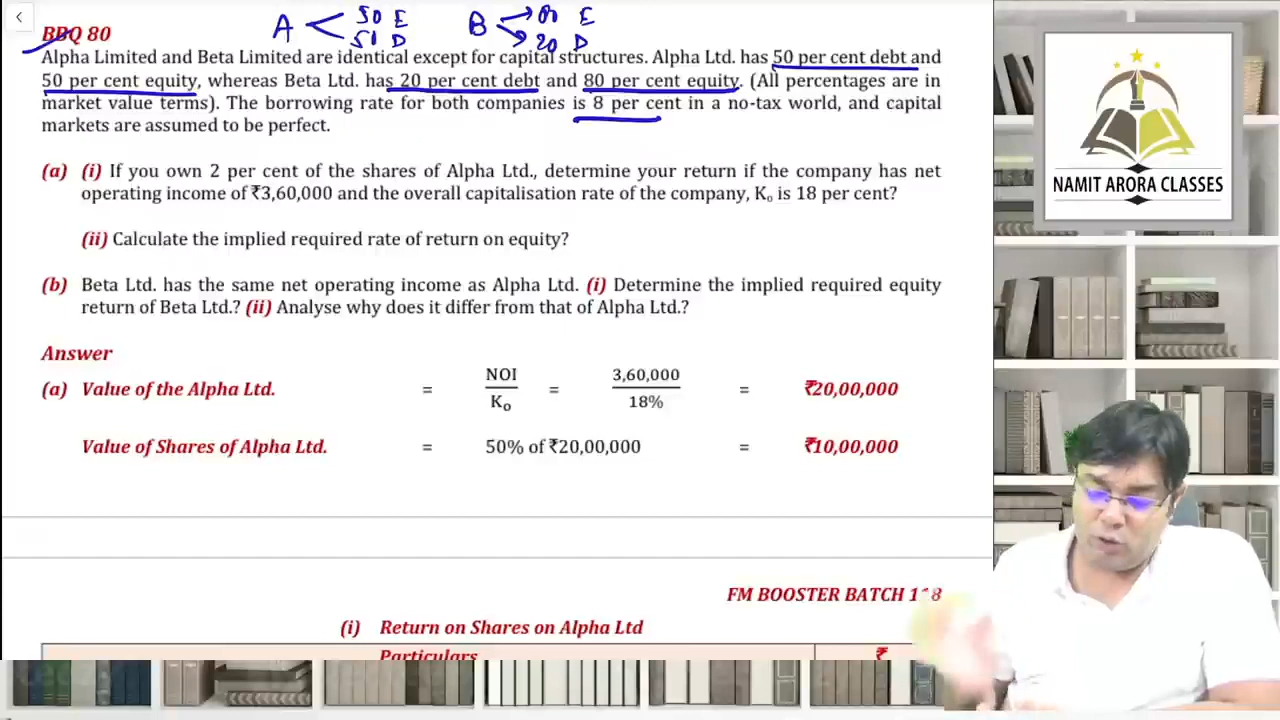 A 50 E 50 D B 80 E 20 D
BBQ 80
Alpha Limited and Beta Limited are identical except for capital structures. Alpha Ltd. has 50 per cent debt and
50 per cent equity, whereas Beta Ltd. has 20 per cent debt and 80 per cent equity. (All percentages are in
market value terms). The borrowing rate for both companies is 8 per cent in a no-tax world, and capital
markets are assumed to be perfect.
(a) (i) If you own 2 per cent of the shares of Alpha Ltd., determine your return if the company has net
operating income of ₹3,60,000 and the overall capitalisation rate of the company, Ko is 18 per cent?
(ii) Calculate the implied required rate of return on equity?
(b) Beta Ltd. has the same net operating income as Alpha Ltd. (i) Determine the implied required equity
return of Beta Ltd.? (ii) Analyse why does it differ from that of Alpha Ltd.?
Answer
(a) Value of the Alpha Ltd. = NOI / Ko = 3,60,000 / 18% = ₹20,00,000
Value of Shares of Alpha Ltd. = 50% of ₹20,00,000 = ₹10,00,000
FM BOOSTER BATCH 118
(i) Return on Shares on Alpha Ltd
Particulars ₹
NAMIT ARORA CLASSES